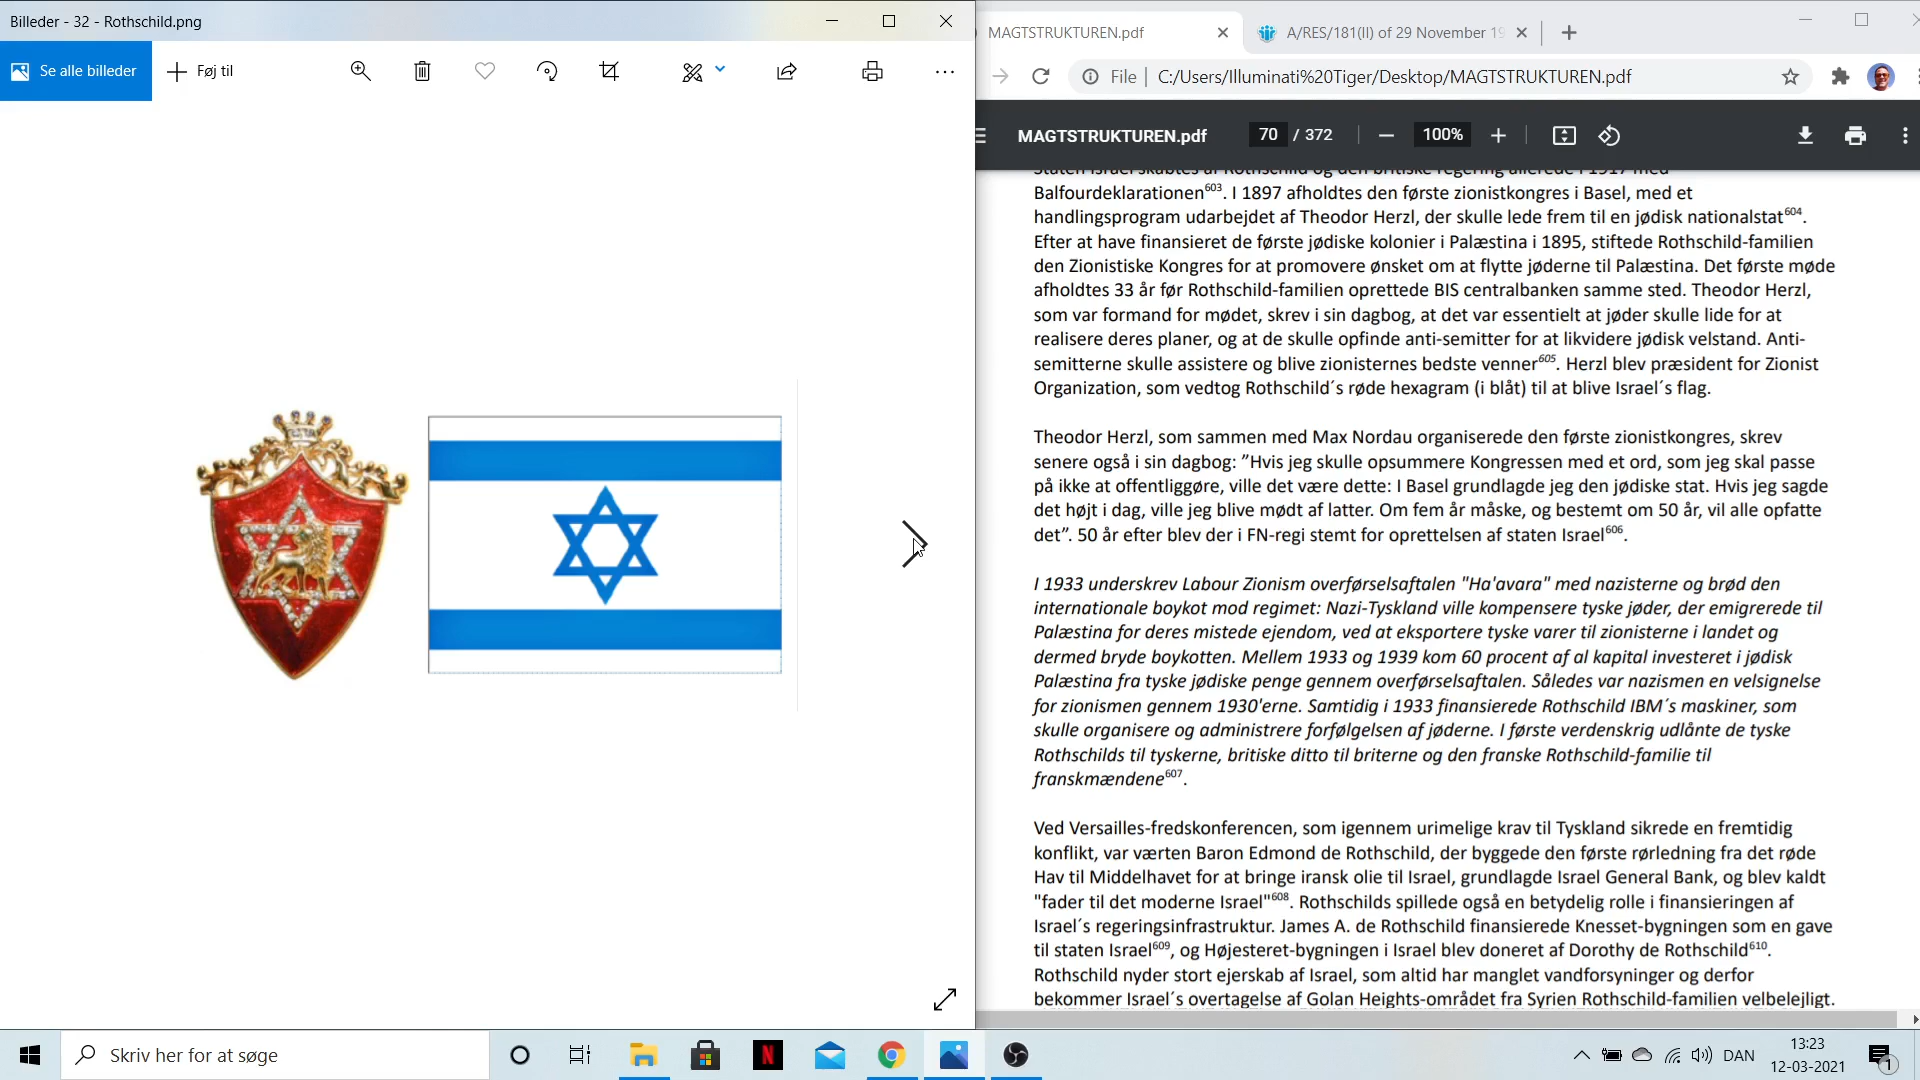 Billeder - 32 - Rothschild.png
Se alle billeder
Føj til
MAGTSTRUKTUREN.pdf
A/RES/181(II) of 29 November 19
File
C:/Users/Illuminati%20Tiger/Desktop/MAGTSTRUKTUREN.pdf
MAGTSTRUKTUREN.pdf
70 / 372
100%
Staten Israel skabtes af Rothschild og den britiske regering allerede i 1917 med
Balfourdeklarationen603. I 1897 afholdtes den første zionistkongres i Basel, med et
handlingsprogram udarbejdet af Theodor Herzl, der skulle lede frem til en jødisk nationalstat604.
Efter at have finansieret de første jødiske kolonier i Palæstina i 1895, stiftede Rothschild-familien
den Zionistiske Kongres for at promovere ønsket om at flytte jøderne til Palæstina. Det første møde
afholdtes 33 år før Rothschild-familien oprettede BIS centralbanken samme sted. Theodor Herzl,
som var formand for mødet, skrev i sin dagbog, at det var essentielt at jøder skulle lide for at
realisere deres planer, og at de skulle opfinde anti-semitter for at likvidere jødisk velstand. Anti-
semitterne skulle assistere og blive zionisternes bedste venner605. Herzl blev præsident for Zionist
Organization, som vedtog Rothschild´s røde hexagram (i blåt) til at blive Israel´s flag.
Theodor Herzl, som sammen med Max Nordau organiserede den første zionistkongres, skrev
senere også i sin dagbog: ”Hvis jeg skulle opsummere Kongressen med et ord, som jeg skal passe
på ikke at offentliggøre, ville det være dette: I Basel grundlagde jeg den jødiske stat. Hvis jeg sagde
det højt i dag, ville jeg blive mødt af latter. Om fem år måske, og bestemt om 50 år, vil alle opfatte
det”. 50 år efter blev der i FN-regi stemt for oprettelsen af staten Israel606.
I 1933 underskrev Labour Zionism overførselsaftalen "Ha'avara" med nazisterne og brød den
internationale boykot mod regimet: Nazi-Tyskland ville kompensere tyske jøder, der emigrerede til
Palæstina for deres mistede ejendom, ved at eksportere tyske varer til zionisterne i landet og
dermed bryde boykotten. Mellem 1933 og 1939 kom 60 procent af al kapital investeret i jødisk
Palæstina fra tyske jødiske penge gennem overførselsaftalen. Således var nazismen en velsignelse
for zionismen gennem 1930'erne. Samtidig i 1933 finansierede Rothschild IBM´s maskiner, som
skulle organisere og administrere forfølgelsen af jøderne. I første verdenskrig udlånte de tyske
Rothschilds til tyskerne, britiske ditto til briterne og den franske Rothschild-familie til
franskmændene607.
Ved Versailles-fredskonferencen, som igennem urimelige krav til Tyskland sikrede en fremtidig
konflikt, var værten Baron Edmond de Rothschild, der byggede den første rørledning fra det røde
Hav til Middelhavet for at bringe iransk olie til Israel, grundlagde Israel General Bank, og blev kaldt
"fader til det moderne Israel"608. Rothschilds spillede også en betydelig rolle i finansieringen af
Israel´s regeringsinfrastruktur. James A. de Rothschild finansierede Knesset-bygningen som en gave
til staten Israel609, og Højesteret-bygningen i Israel blev doneret af Dorothy de Rothschild610.
Rothschild nyder stort ejerskab af Israel, som altid har manglet vandforsyninger og derfor
bekommer Israel´s overtagelse af Golan Heights-området fra Syrien Rothschild-familien velbelejligt.
Skriv her for at søge
N
DAN
13:23
12-03-2021
1